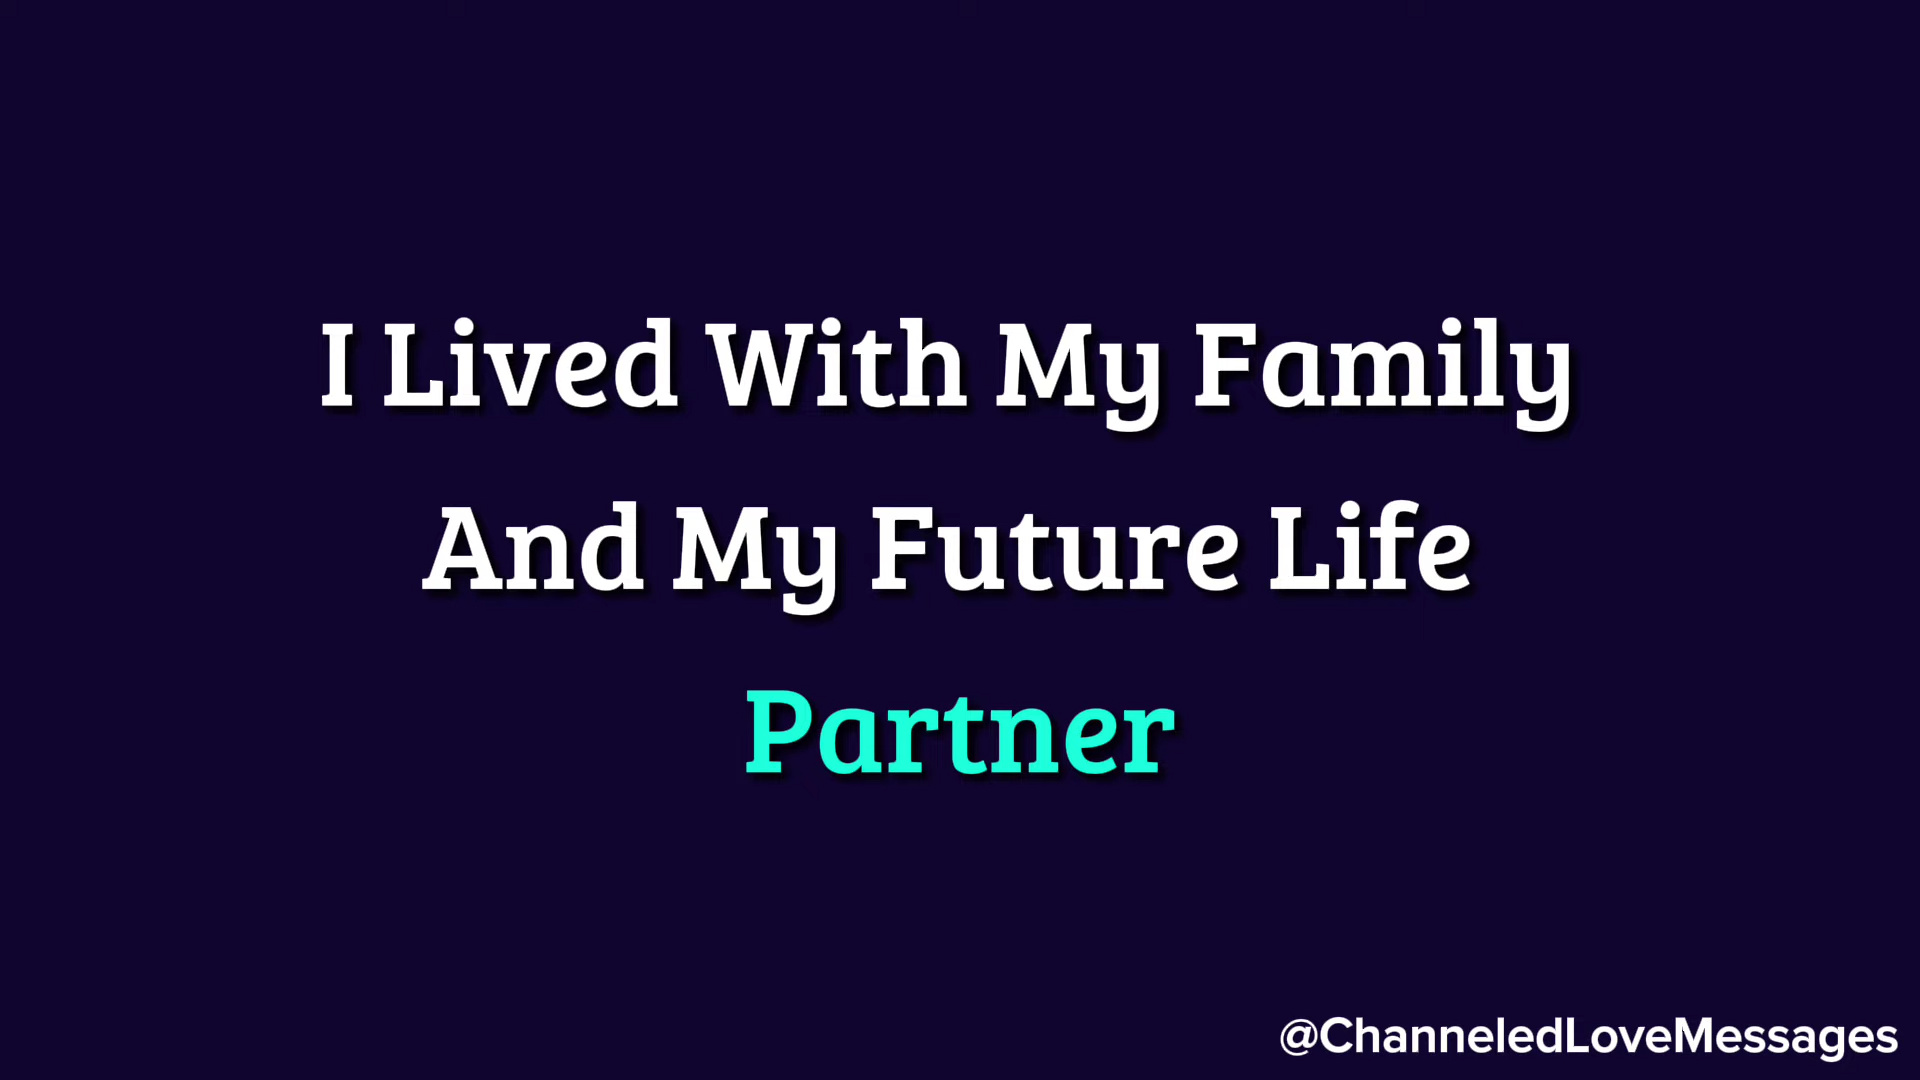 I Lived With My Family
And My Future Life
Partner
@ChanneledLoveMessages